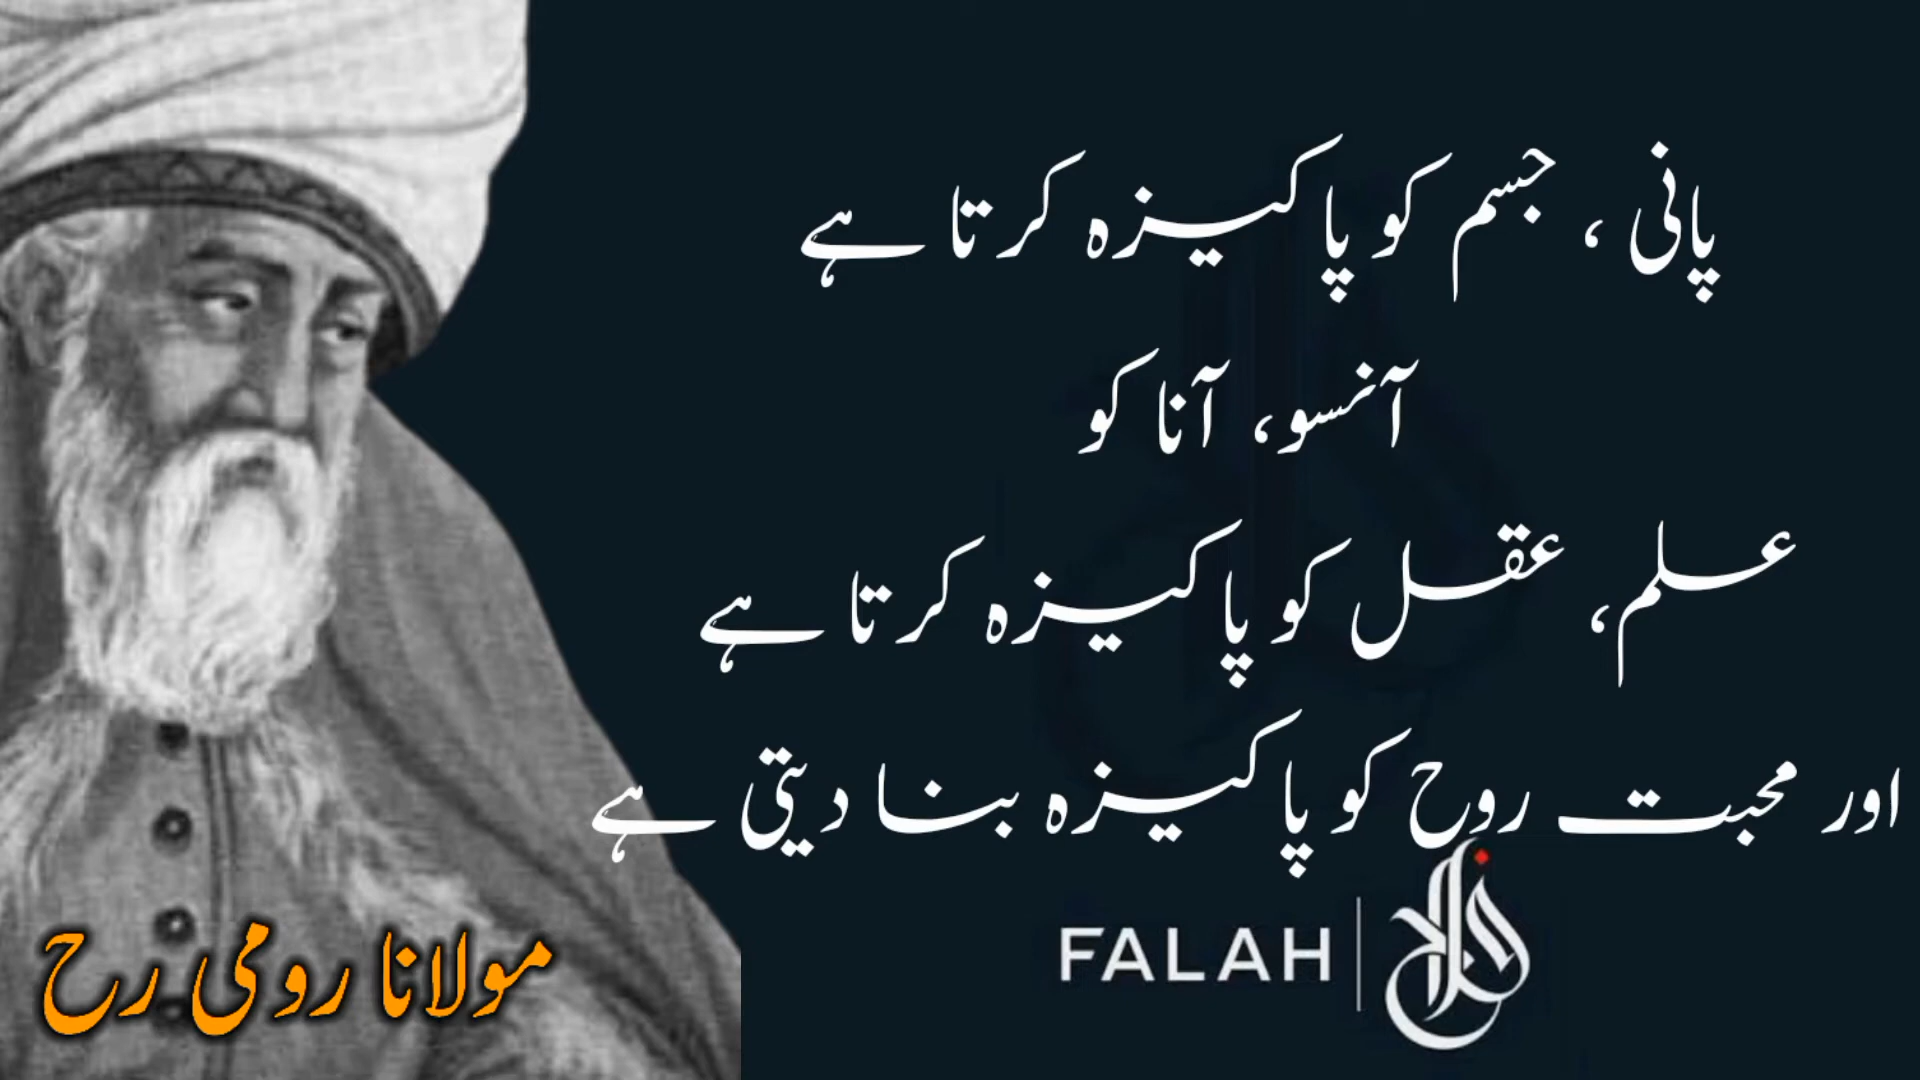 پانی ، جسم کو پاکیزہ کرتا ہے
آنسو، آنا کو
علم، عقل کو پاکیزہ کرتا ہے
اور محبت روح کو پاکیزہ بنا دیتی ہے
مولانا رومی رح
FALAH | فلاح